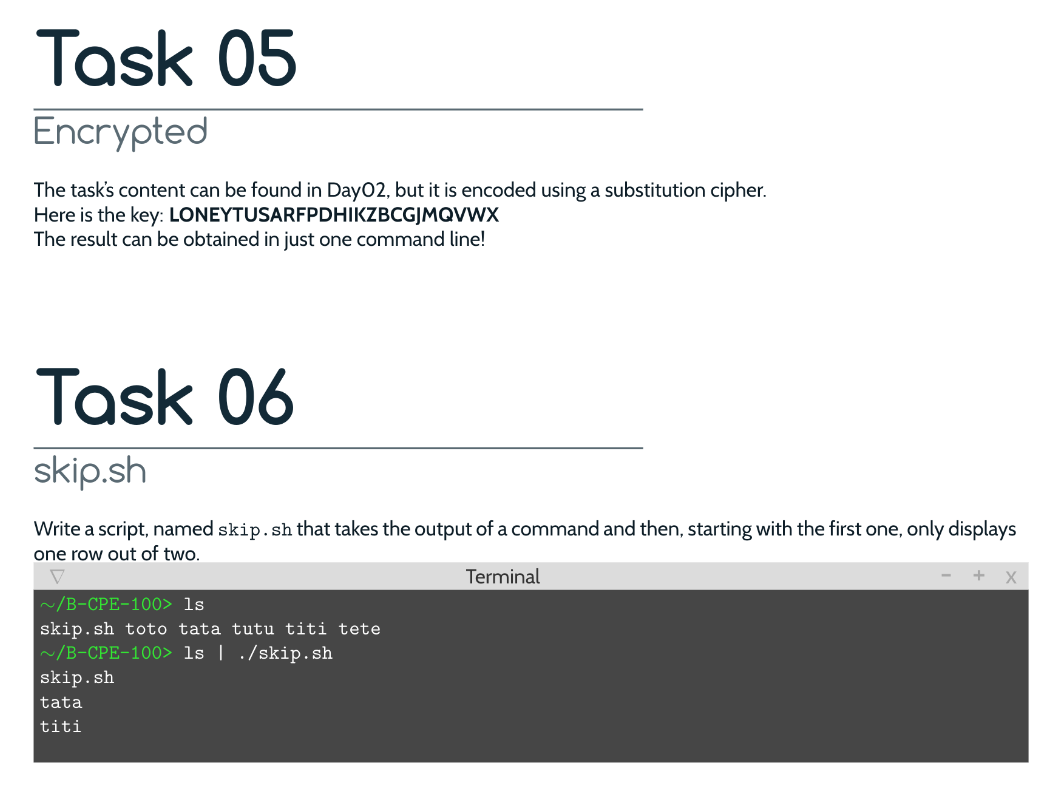 Task 05
Encrypted
The task's content can be found in Day02, but it is encoded using a substitution cipher.
Here is the key: LONEYTUSARFPDHIKZBCGJMQVWX
The result can be obtained in just one command line!
Task 06
skip.sh
Write a script, named skip.sh that takes the output of a command and then, starting with the first one, only displays
one row out of two.
▽ Terminal - + x
~/B-CPE-100> ls
skip.sh toto tata tutu titi tete
~/B-CPE-100> ls | ./skip.sh
skip.sh
tata
titi